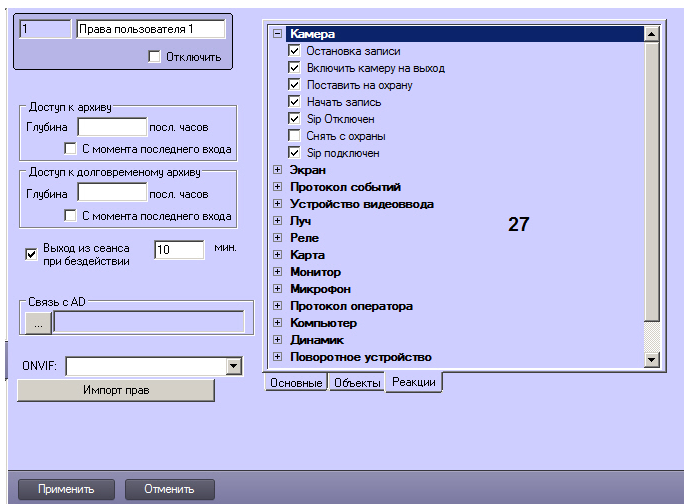 1 Права пользователя 1
Отключить
Доступ к архиву
Глубина посл. часов
С момента последнего входа
Доступ к долговременому архиву
Глубина посл. часов
С момента последнего входа
Выход из сеанса при бездействии 10 мин.
Связь с AD
...
ONVIF:
Импорт прав
Камера
Остановка записи
Включить камеру на выход
Поставить на охрану
Начать запись
Sip Отключен
Снять с охраны
Sip подключен
Экран
Протокол событий
Устройство видеоввода
Луч
27
Реле
Карта
Монитор
Микрофон
Протокол оператора
Компьютер
Динамик
Поворотное устройство
Основные Объекты Реакции
Применить Отменить